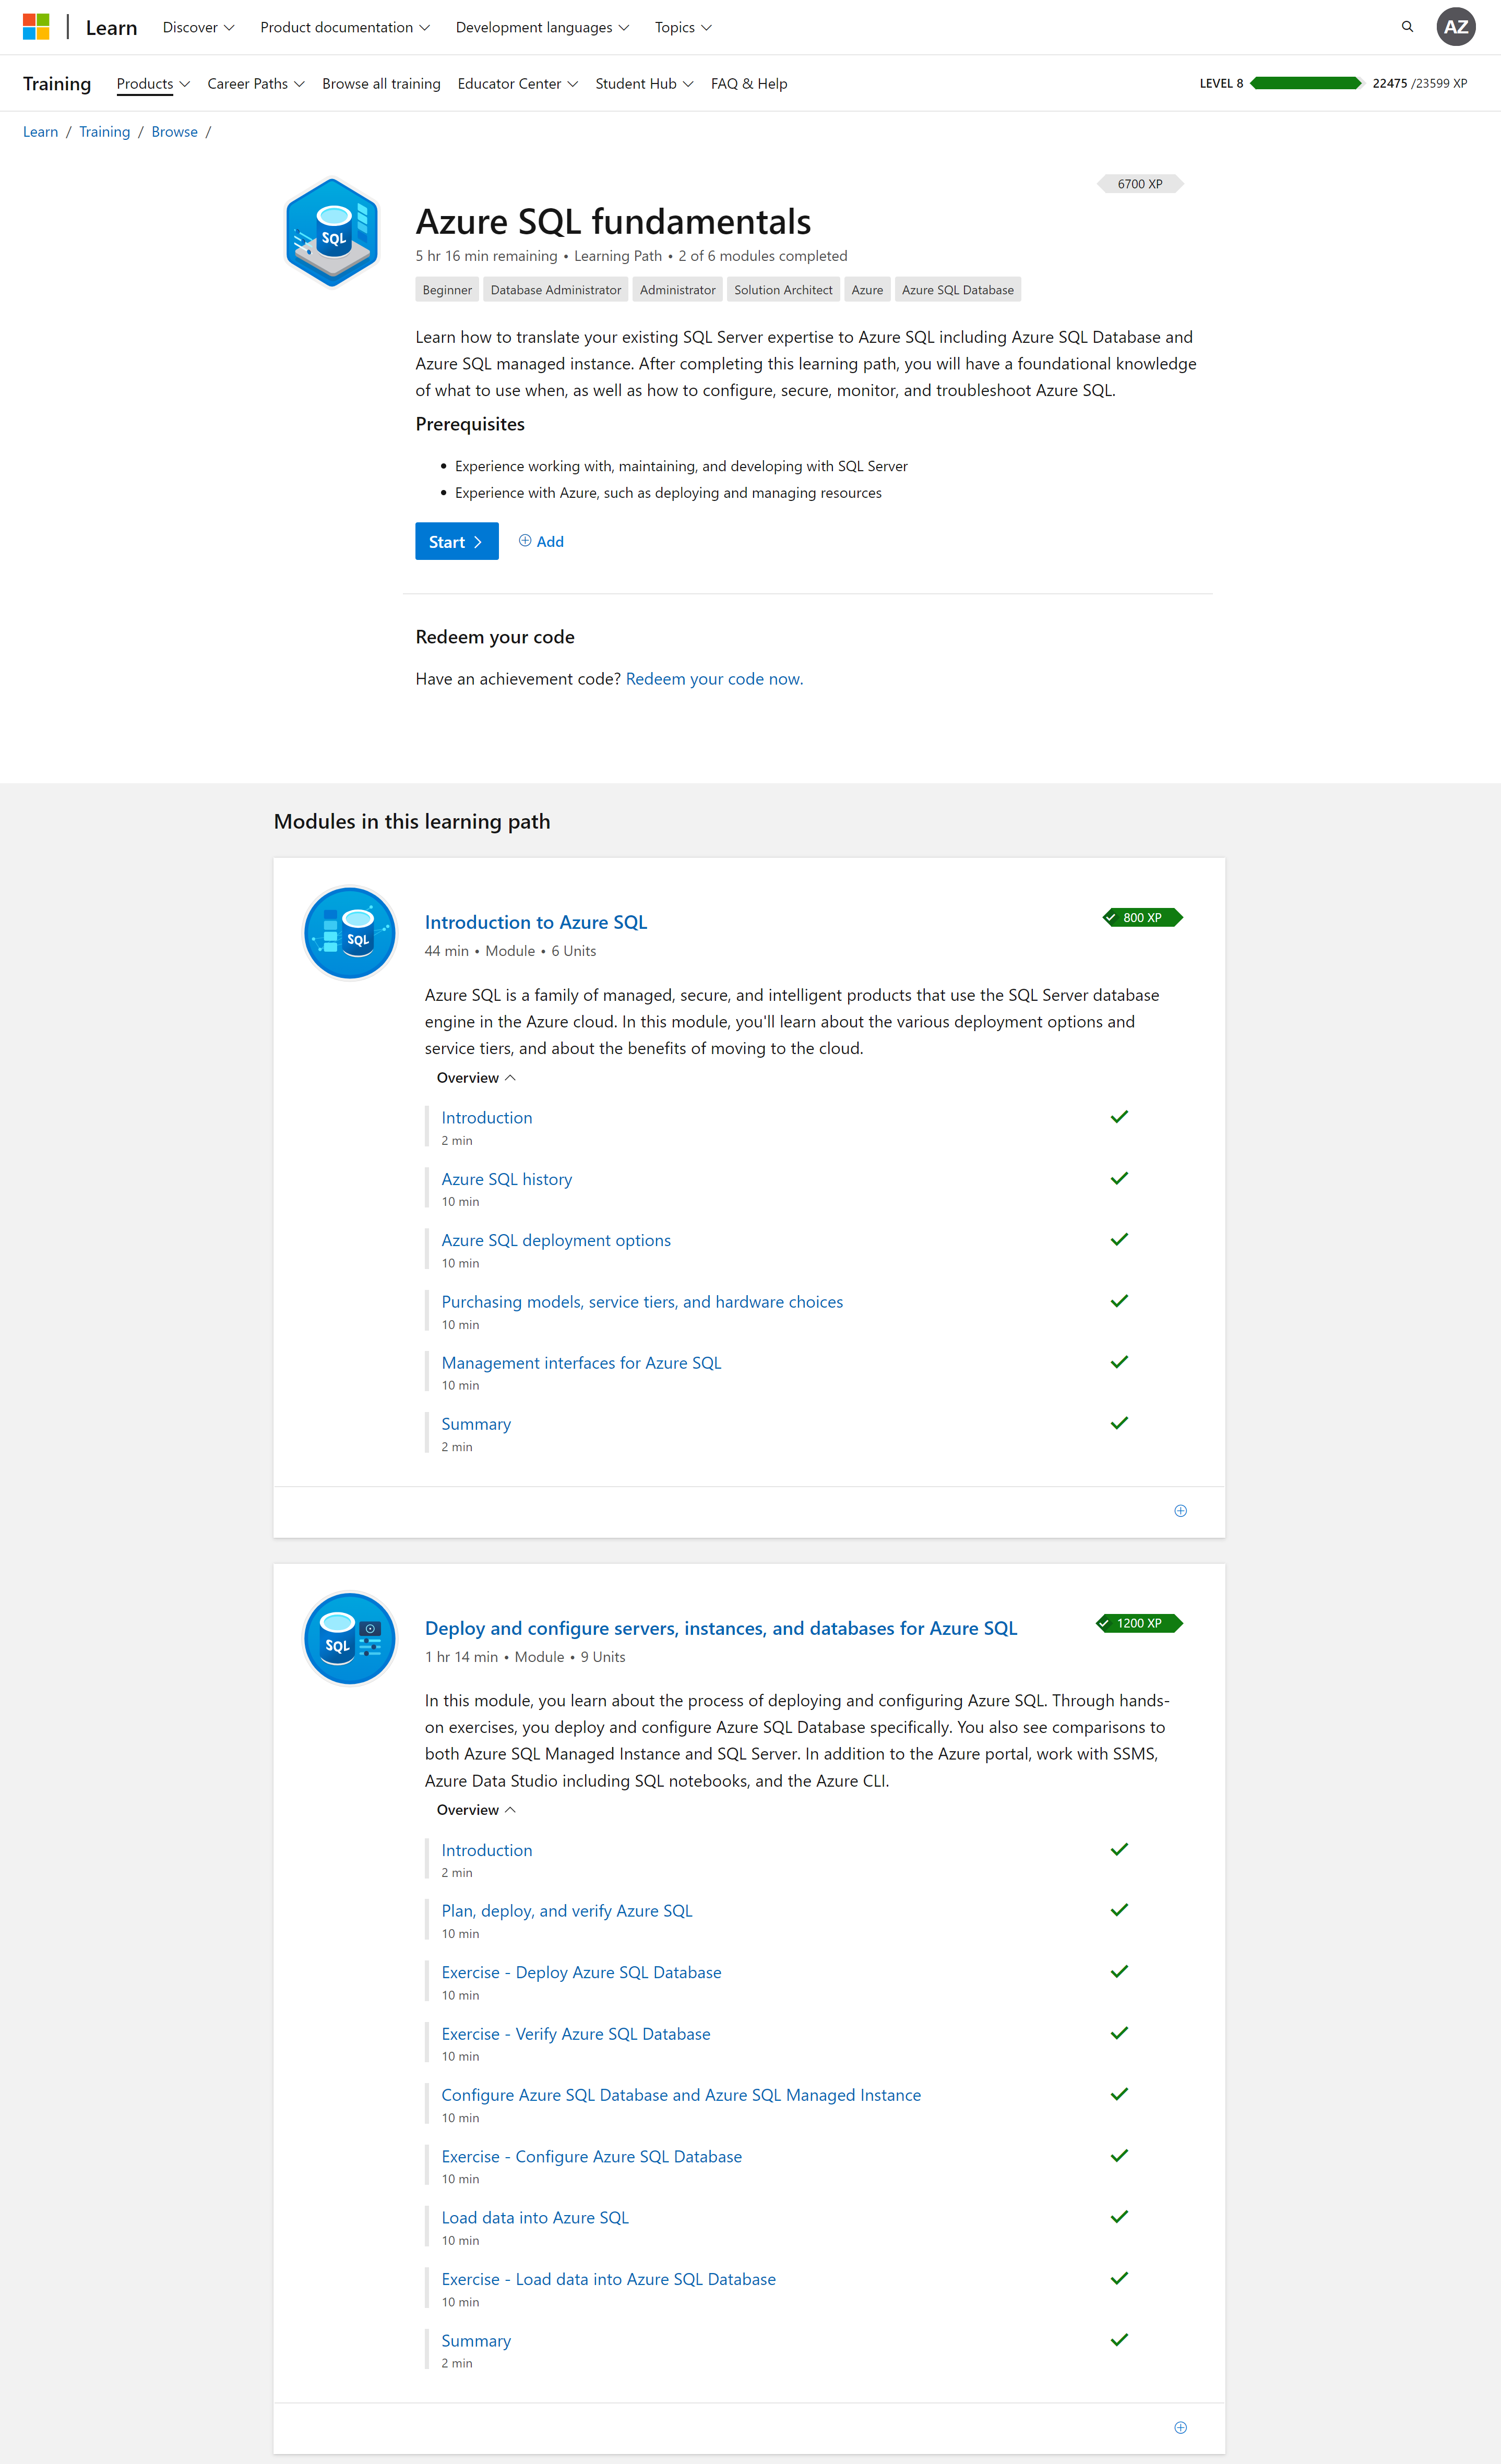 Learn Discover Product documentation Development languages Topics AZ
Training Products Career Paths Browse all training Educator Center Student Hub FAQ & Help LEVEL 8 22475 /23599 XP
Learn / Training / Browse /
6700 XP
SQL
Azure SQL fundamentals
5 hr 16 min remaining • Learning Path • 2 of 6 modules completed
Beginner Database Administrator Administrator Solution Architect Azure Azure SQL Database
Learn how to translate your existing SQL Server expertise to Azure SQL including Azure SQL Database and
Azure SQL managed instance. After completing this learning path, you will have a foundational knowledge
of what to use when, as well as how to configure, secure, monitor, and troubleshoot Azure SQL.
Prerequisites
• Experience working with, maintaining, and developing with SQL Server
• Experience with Azure, such as deploying and managing resources
Start Add
Redeem your code
Have an achievement code? Redeem your code now.
Modules in this learning path
SQL
Introduction to Azure SQL 800 XP
44 min • Module • 6 Units
Azure SQL is a family of managed, secure, and intelligent products that use the SQL Server database
engine in the Azure cloud. In this module, you'll learn about the various deployment options and
service tiers, and about the benefits of moving to the cloud.
Overview
Introduction
2 min
Azure SQL history
10 min
Azure SQL deployment options
10 min
Purchasing models, service tiers, and hardware choices
10 min
Management interfaces for Azure SQL
10 min
Summary
2 min
SQL
Deploy and configure servers, instances, and databases for Azure SQL 1200 XP
1 hr 14 min • Module • 9 Units
In this module, you learn about the process of deploying and configuring Azure SQL. Through hands-
on exercises, you deploy and configure Azure SQL Database specifically. You also see comparisons to
both Azure SQL Managed Instance and SQL Server. In addition to the Azure portal, work with SSMS,
Azure Data Studio including SQL notebooks, and the Azure CLI.
Overview
Introduction
2 min
Plan, deploy, and verify Azure SQL
10 min
Exercise - Deploy Azure SQL Database
10 min
Exercise - Verify Azure SQL Database
10 min
Configure Azure SQL Database and Azure SQL Managed Instance
10 min
Exercise - Configure Azure SQL Database
10 min
Load data into Azure SQL
10 min
Exercise - Load data into Azure SQL Database
10 min
Summary
2 min